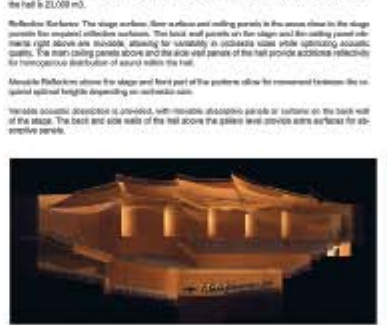 the hall is 23,000 m3.
Reflective Surfaces: The stage surface, floor surface and ceiling panels in the areas close to the stage
provide the required reflective surfaces. The back wall panels on the stage and the ceiling panel ele-
ments right above are movable, allowing for variability in orchestra sizes while optimizing acoustic
quality. The main ceiling panels above and the side wall panels of the hall provide additional reflectivity
for homogenous distribution of sound within the hall.
Movable Reflectors above the stage and front part of the
allow for movement between the re-
quired optimal heights depending on orchestra size.
Variable acoustic absorption is provided, with movable absorptive panels or curtains on the back wall
of the stage. The back and side walls of the hall above the
level provide extra surfaces for ab-
sorptive panels.